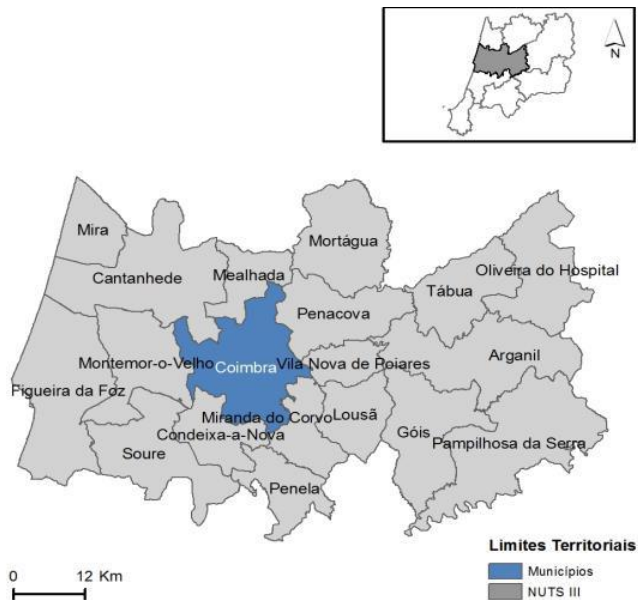 N
Mira
Mortágua
Cantanhede
Mealhada
Oliveira do Hospital
Tábua
Penacova
Montemor-o-Velho
Coimbra
Vila Nova de Poiares
Arganil
Figueira da Foz
Miranda do Corvo
Lousã
Condeixa-a-Nova
Góis
Pampilhosa da Serra
Soure
Penela
Limites Territoriais
0 12 Km
Municípios
NUTS III